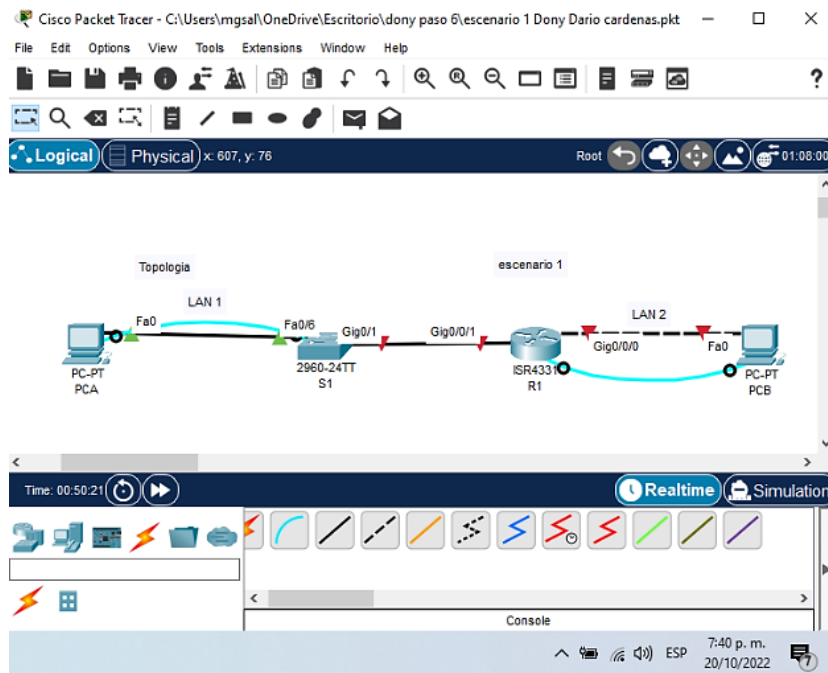 Cisco Packet Tracer - C:\Users\mgsal\OneDrive\Escritorio\dony paso 6\escenario 1 Dony Dario cardenas.pkt
File Edit Options View Tools Extensions Window Help
?
Logical Physical x: 607, y: 76 Root 01:08:00
Topologia escenario 1
LAN 1 LAN 2
Fa0 Fa0/6 Gig0/1 Gig0/0/1 Gig0/0/0 Fa0
PC-PT 2960-24TT ISR4331 PC-PT
PCA S1 R1 PCB
Time: 00:50:21 Realtime Simulation
Console
ESP 7:40 p. m.
20/10/2022 7